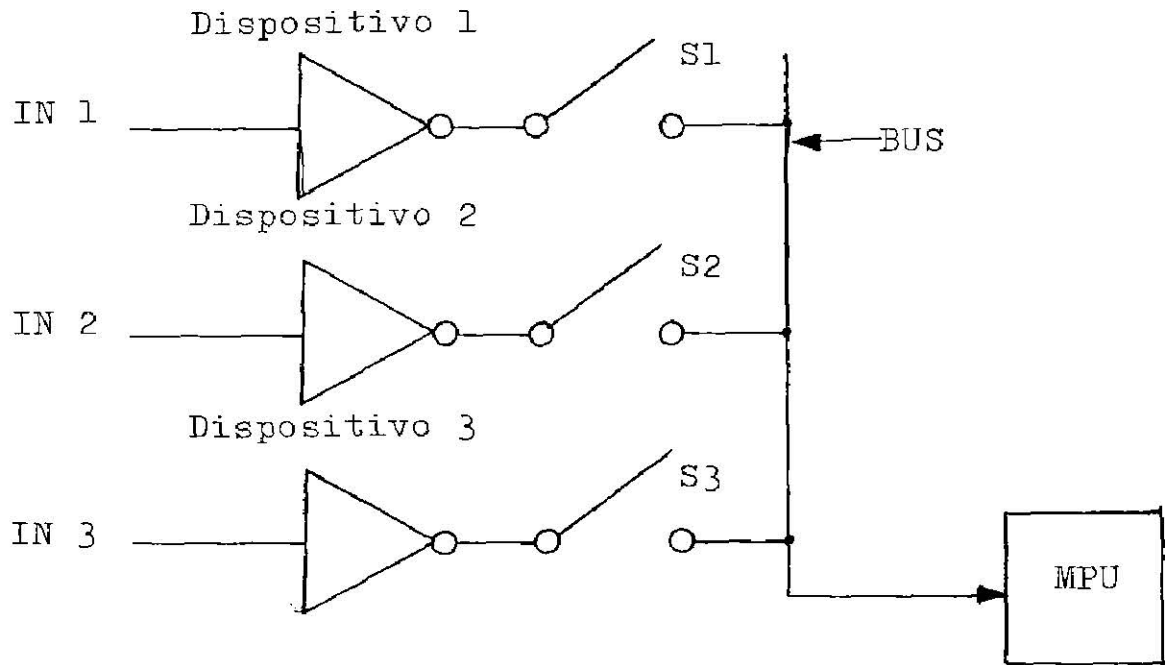 Dispositivo 1
IN 1
S1
BUS
Dispositivo 2
IN 2
S2
Dispositivo 3
IN 3
S3
MPU